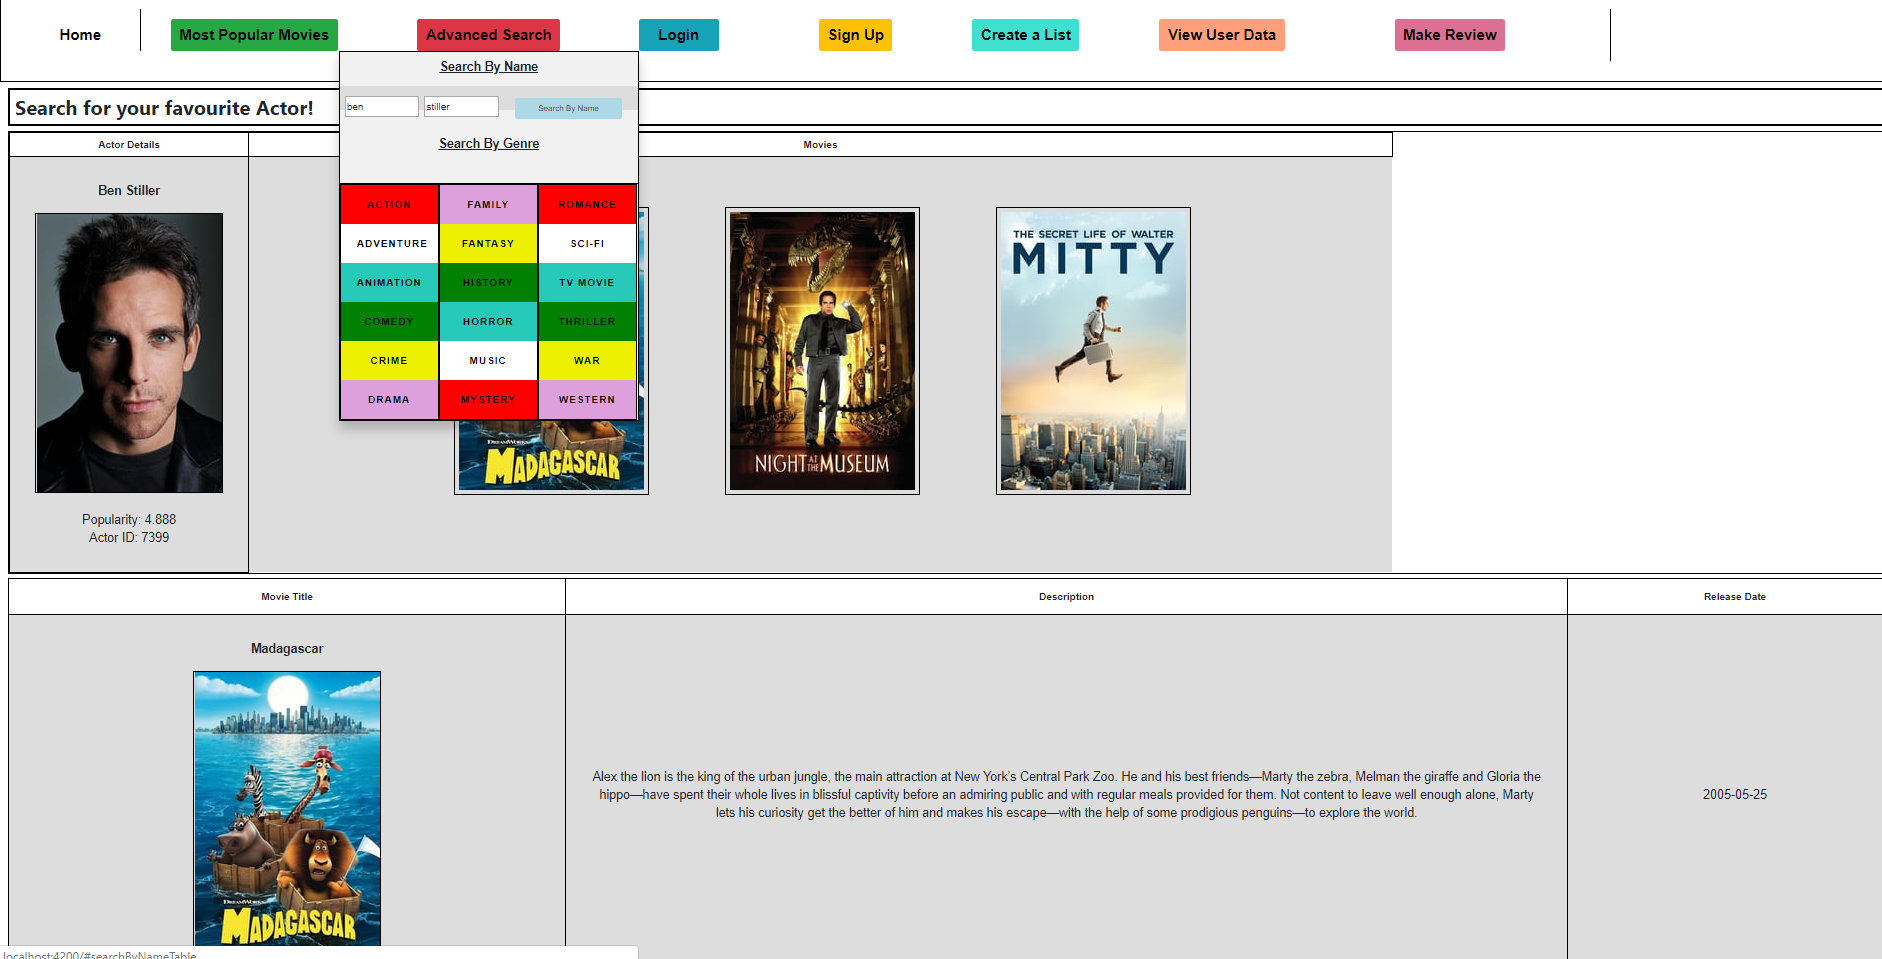 Home
Most Popular Movies
Advanced Search
Login
Sign Up
Create a List
View User Data
Make Review
Search By Name
ben
stiller
Search By Name
Search By Genre
ACTION
FAMILY
ROMANCE
ADVENTURE
FANTASY
SCI-FI
ANIMATION
HISTORY
TV MOVIE
COMEDY
HORROR
THRILLER
CRIME
MUSIC
WAR
DRAMA
MYSTERY
WESTERN
Search for your favourite Actor!
Actor Details
Movies
Ben Stiller
Popularity: 4.888
Actor ID: 7399
DREAMWORKS
MADAGASCAR
NIGHT AT THE MUSEUM
THE SECRET LIFE OF WALTER
MITTY
Movie Title
Description
Release Date
Madagascar
DREAMWORKS
MADAGASCAR
Alex the lion is the king of the urban jungle, the main attraction at New York's Central Park Zoo. He and his best friends—Marty the zebra, Melman the giraffe and Gloria the
hippo—have spent their whole lives in blissful captivity before an admiring public and with regular meals provided for them. Not content to leave well enough alone, Marty
lets his curiosity get the better of him and makes his escape—with the help of some prodigious penguins—to explore the world.
2005-05-25
localhost:4200/#searchByNameTable